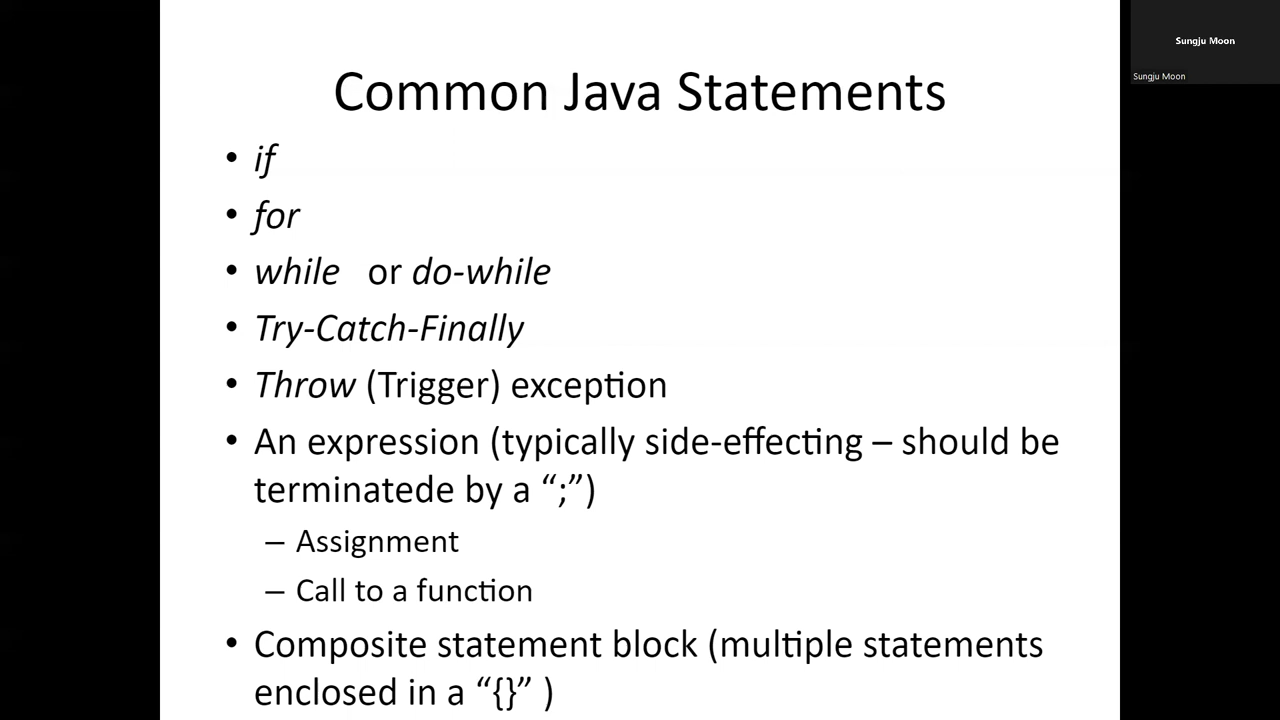 Common Java Statements
• if
• for
• while or do-while
• Try-Catch-Finally
• Throw (Trigger) exception
• An expression (typically side-effecting – should be
terminatede by a “;”)
– Assignment
– Call to a function
• Composite statement block (multiple statements
enclosed in a “{}” )
Sungju Moon
Sungju Moon